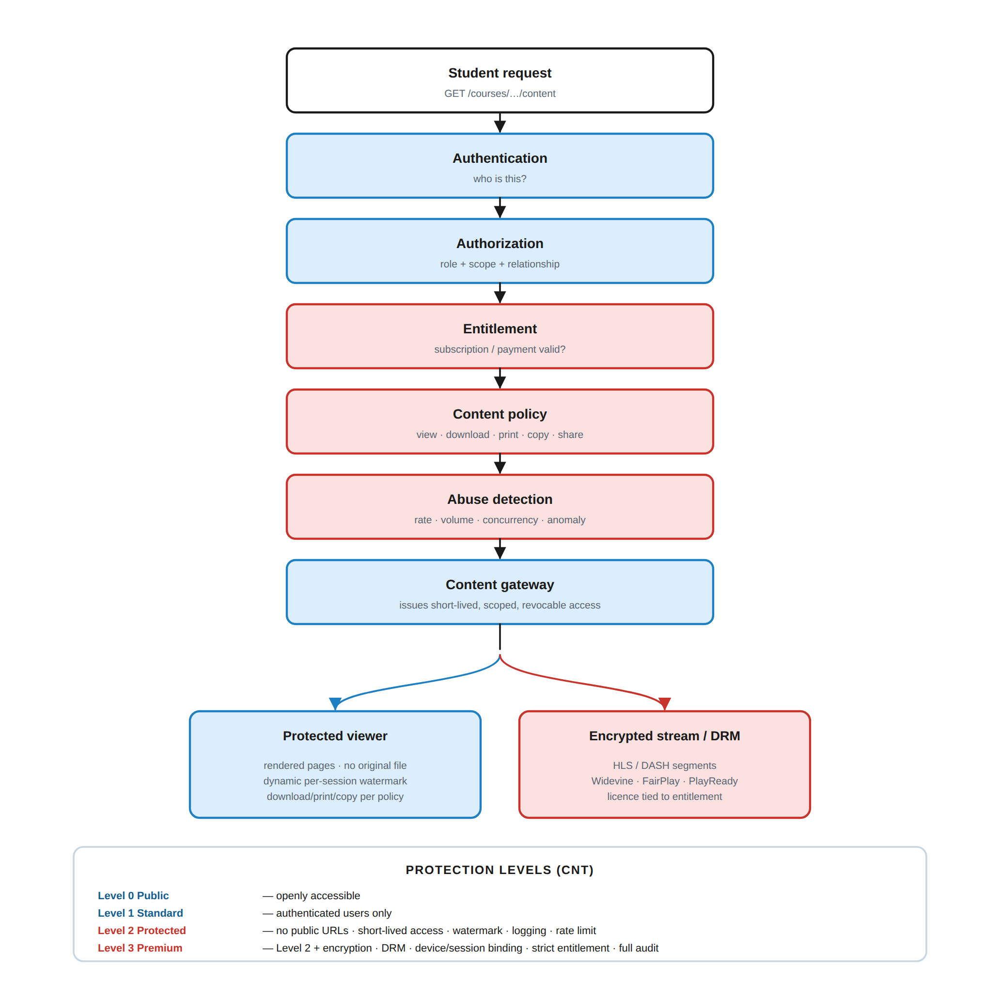 Student request
GET /courses/…/content
Authentication
who is this?
Authorization
role + scope + relationship
Entitlement
subscription / payment valid?
Content policy
view · download · print · copy · share
Abuse detection
rate · volume · concurrency · anomaly
Content gateway
issues short-lived, scoped, revocable access
Protected viewer
rendered pages · no original file
dynamic per-session watermark
download/print/copy per policy
Encrypted stream / DRM
HLS / DASH segments
Widevine · FairPlay · PlayReady
licence tied to entitlement
PROTECTION LEVELS (CNT)
Level 0 Public — openly accessible
Level 1 Standard — authenticated users only
Level 2 Protected — no public URLs · short-lived access · watermark · logging · rate limit
Level 3 Premium — Level 2 + encryption · DRM · device/session binding · strict entitlement · full audit